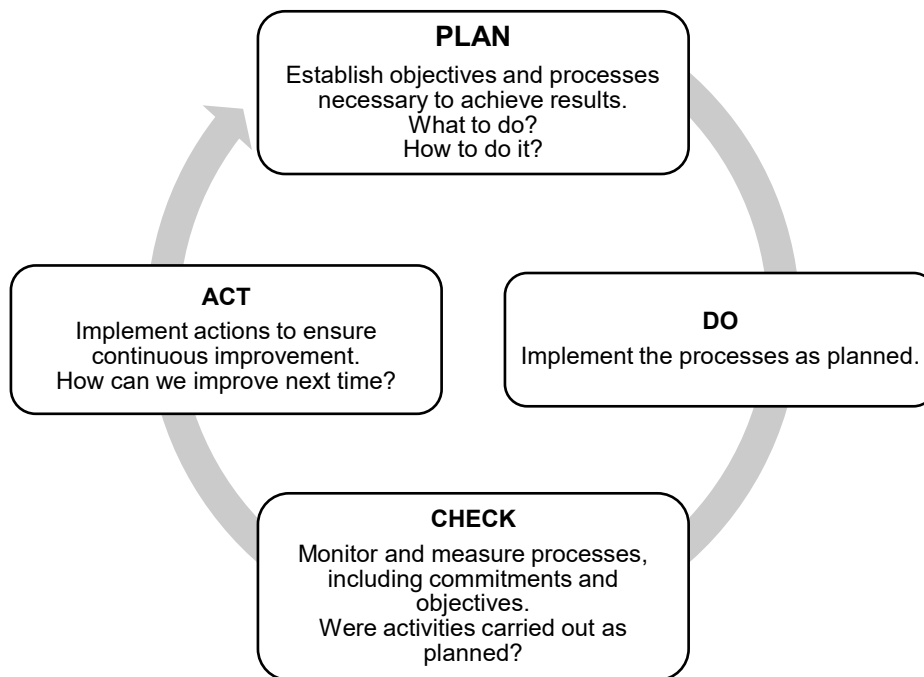 PLAN
Establish objectives and processes
necessary to achieve results.
What to do?
How to do it?
DO
Implement the processes as planned.
CHECK
Monitor and measure processes,
including commitments and
objectives.
Were activities carried out as
planned?
ACT
Implement actions to ensure
continuous improvement.
How can we improve next time?